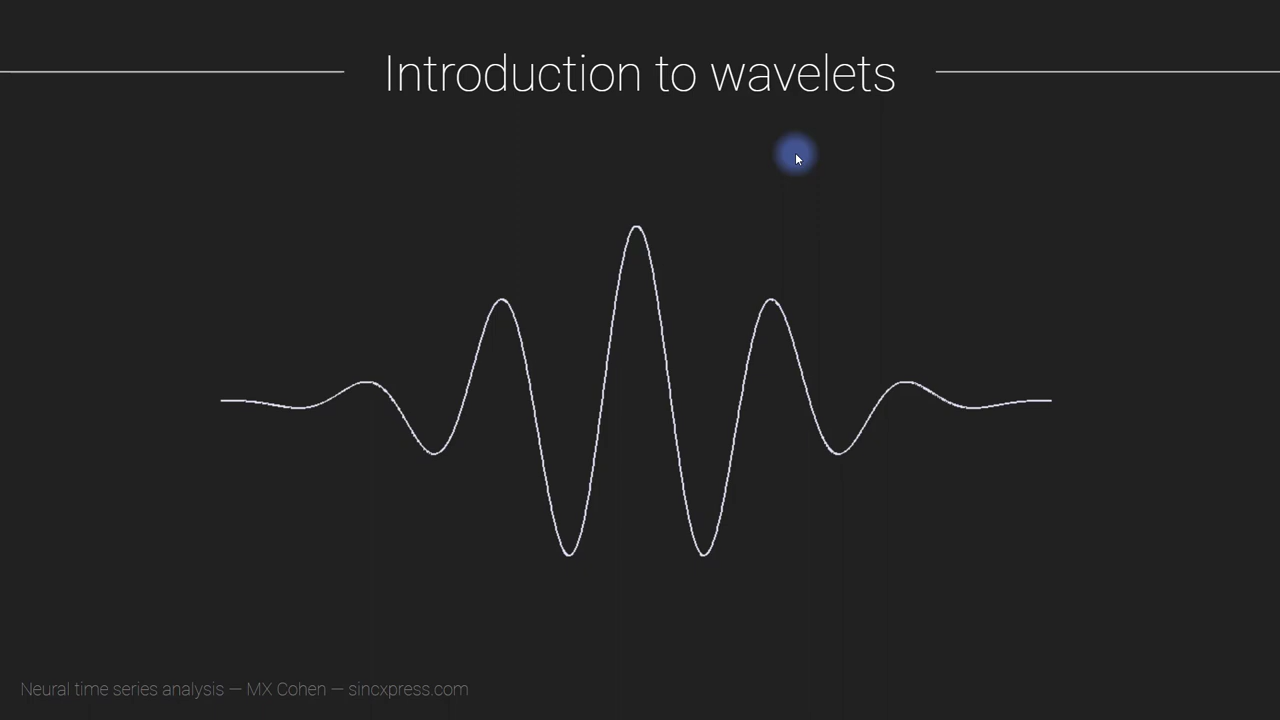 Introduction to wavelets
Neural time series analysis — MX Cohen — sincxpress.com